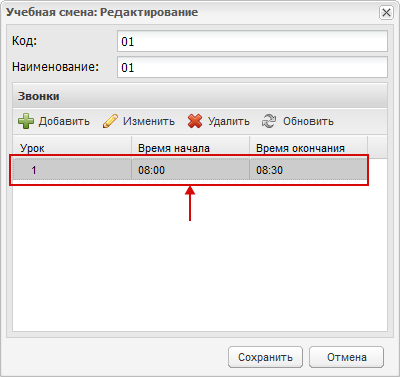 Учебная смена: Редактирование
Код: 01
Наименование: 01
Звонки
Добавить Изменить Удалить Обновить
Урок Время начала Время окончания
1 08:00 08:30
Сохранить Отмена